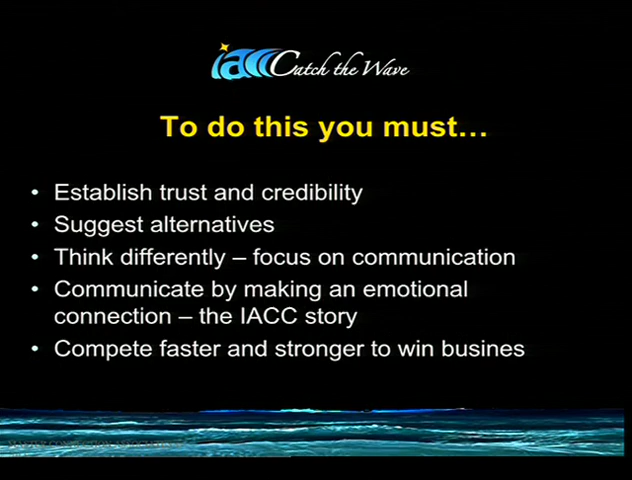 iacc Catch the Wave
To do this you must...
• Establish trust and credibility
• Suggest alternatives
• Think differently – focus on communication
• Communicate by making an emotional
connection – the IACC story
• Compete faster and stronger to win busines